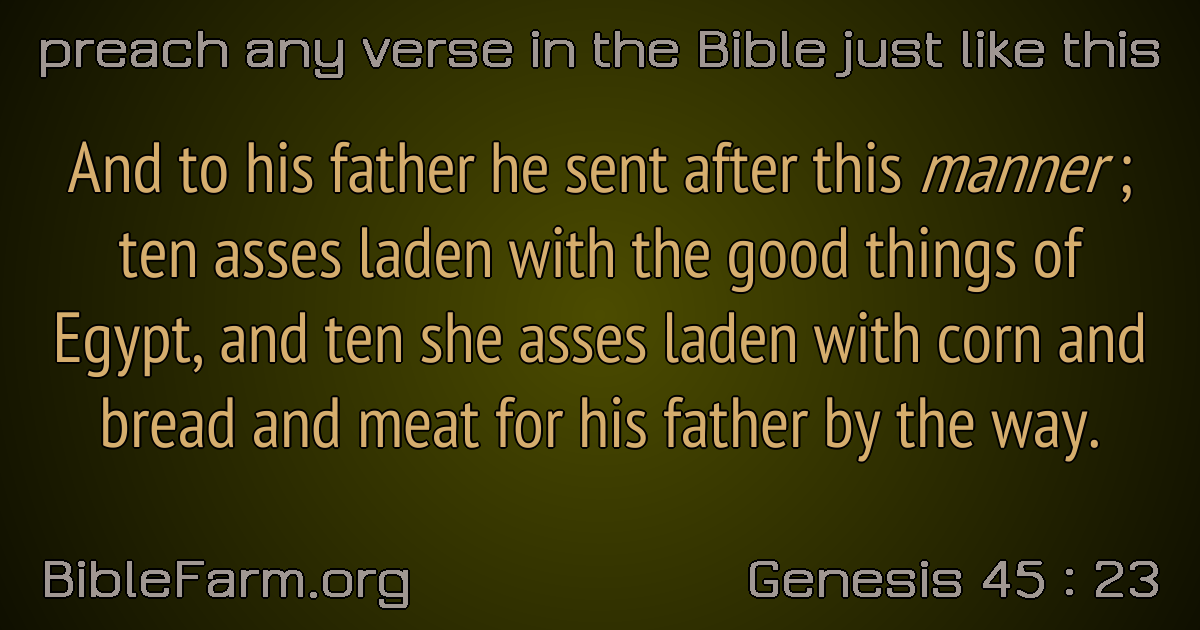 preach any verse in the Bible just like this
And to his father he sent after this manner ;
ten asses laden with the good things of
Egypt, and ten she asses laden with corn and
bread and meat for his father by the way.
BibleFarm.org
Genesis 45 : 23